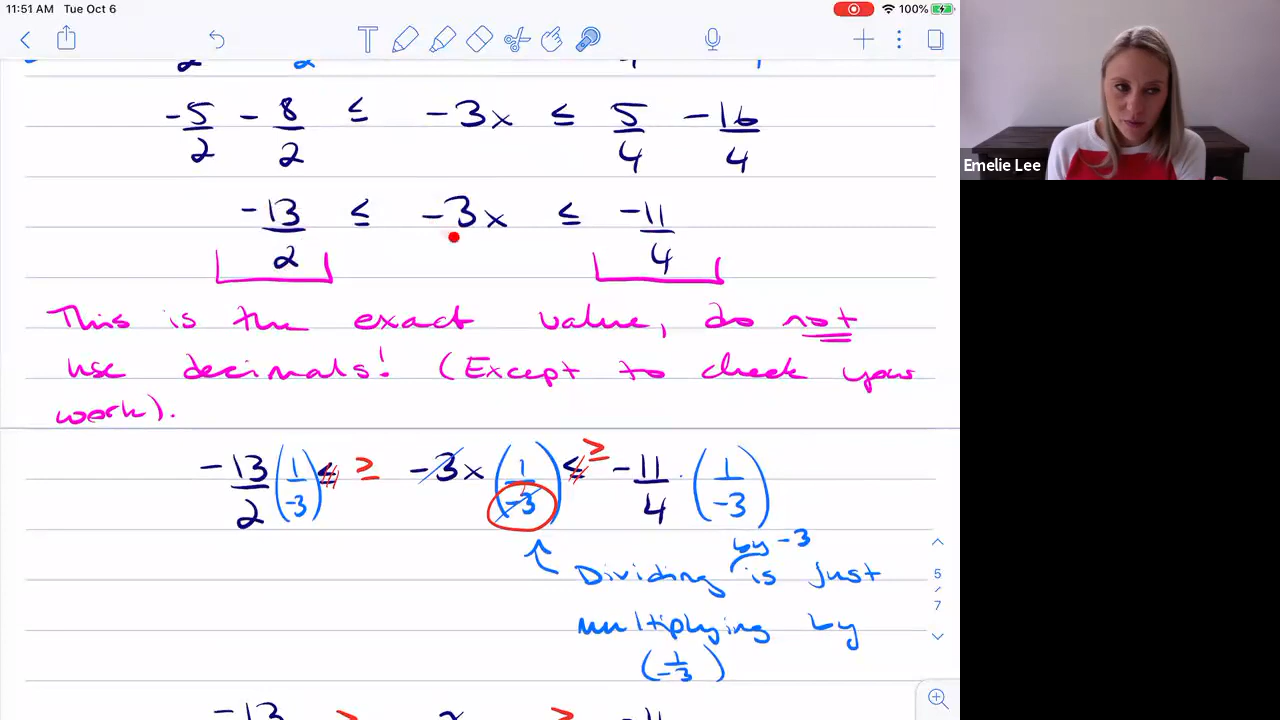 11:51 AM Tue Oct 6 100%
-5/2 - 8/2 ≤ -3x ≤ 5/4 - 16/4
-13/2 ≤ -3x ≤ -11/4
This is the exact value, do not
use decimals! (Except to check your
work).
-13/2 (1/-3) ≤ ≥ -3x (1/-3) ≤ ≥ -11/4 · (1/-3)
by -3
Dividing is just
multiplying by
(1/-3)
-13 ≥ x ≥ -11
5/7
Emelie Lee